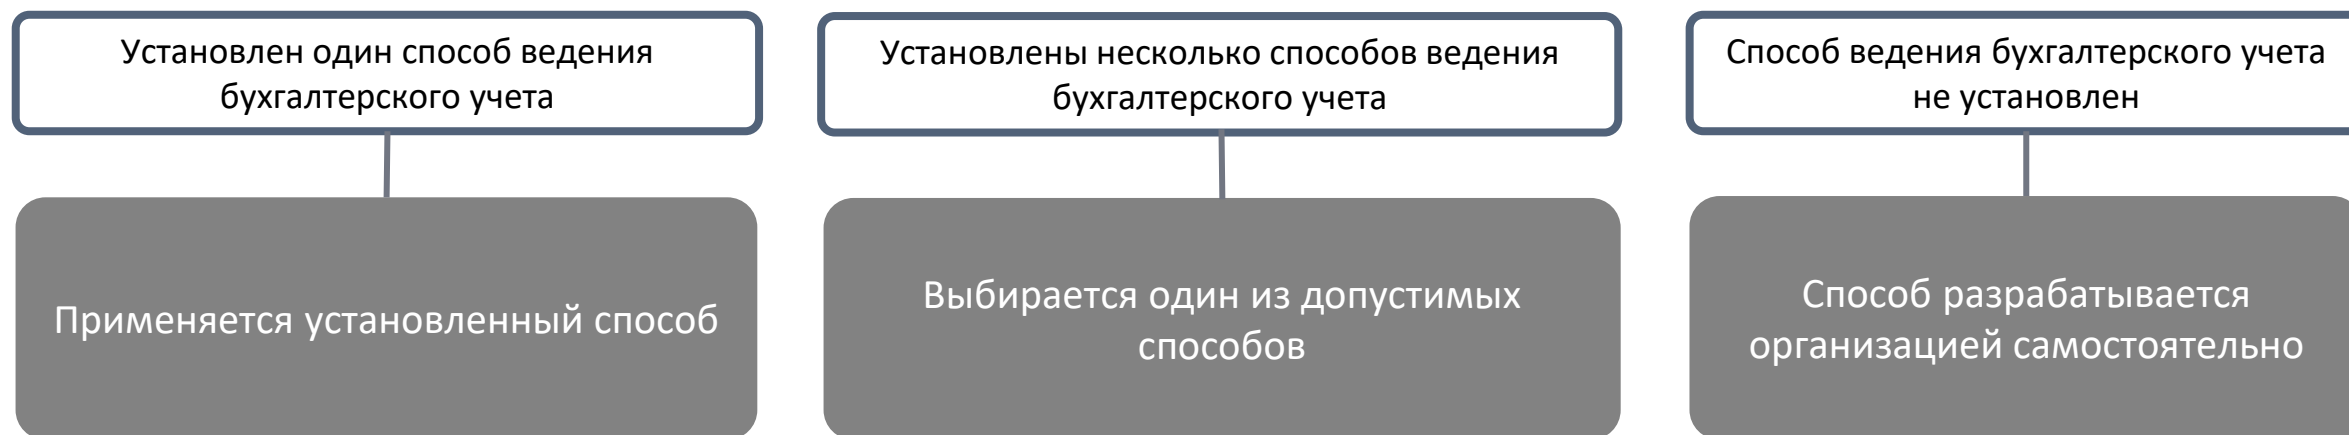 Установлен один способ ведения
бухгалтерского учета
Установлены несколько способов ведения
бухгалтерского учета
Способ ведения бухгалтерского учета
не установлен
Применяется установленный способ
Выбирается один из допустимых
способов
Способ разрабатывается
организацией самостоятельно